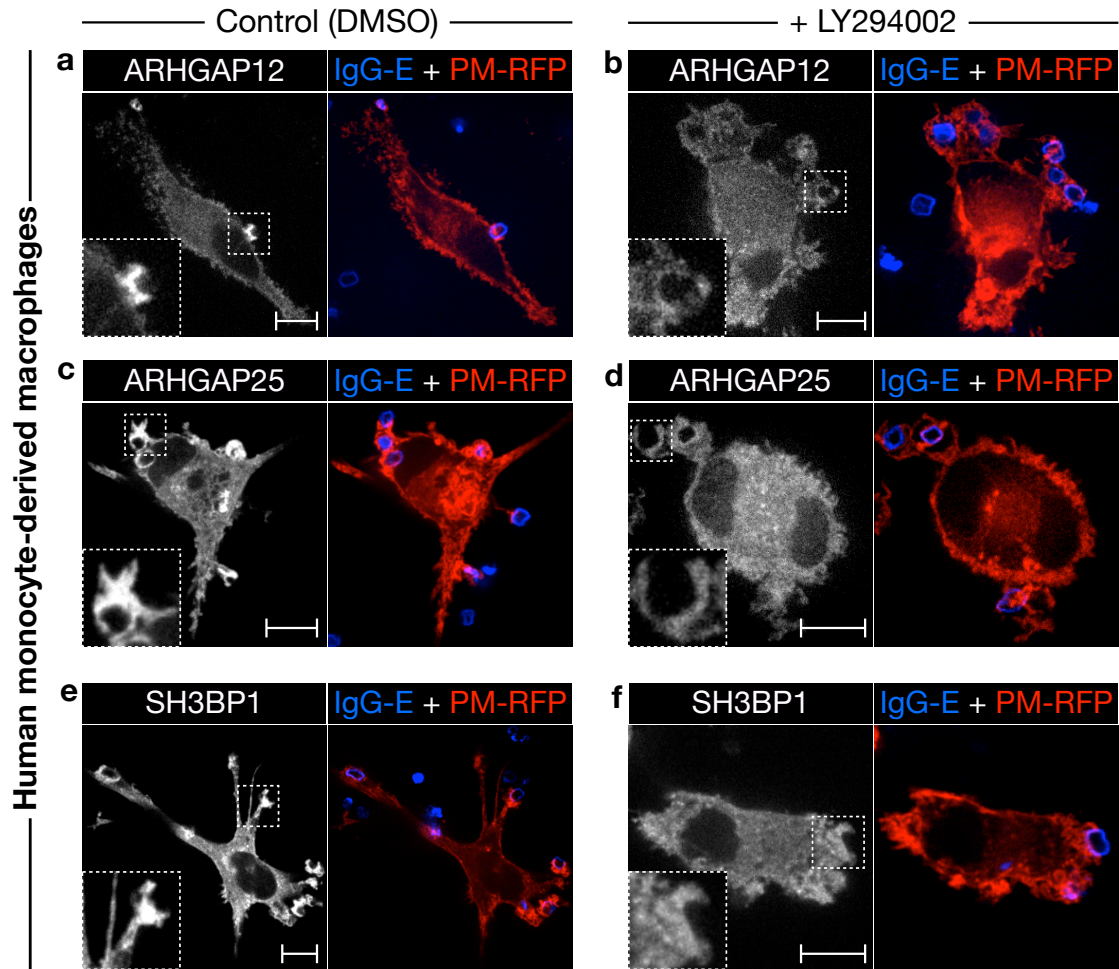 Control (DMSO)
+ LY294002
Human monocyte-derived macrophages
a
ARHGAP12
IgG-E + PM-RFP
b
ARHGAP12
IgG-E + PM-RFP
c
ARHGAP25
IgG-E + PM-RFP
d
ARHGAP25
IgG-E + PM-RFP
e
SH3BP1
IgG-E + PM-RFP
f
SH3BP1
IgG-E + PM-RFP